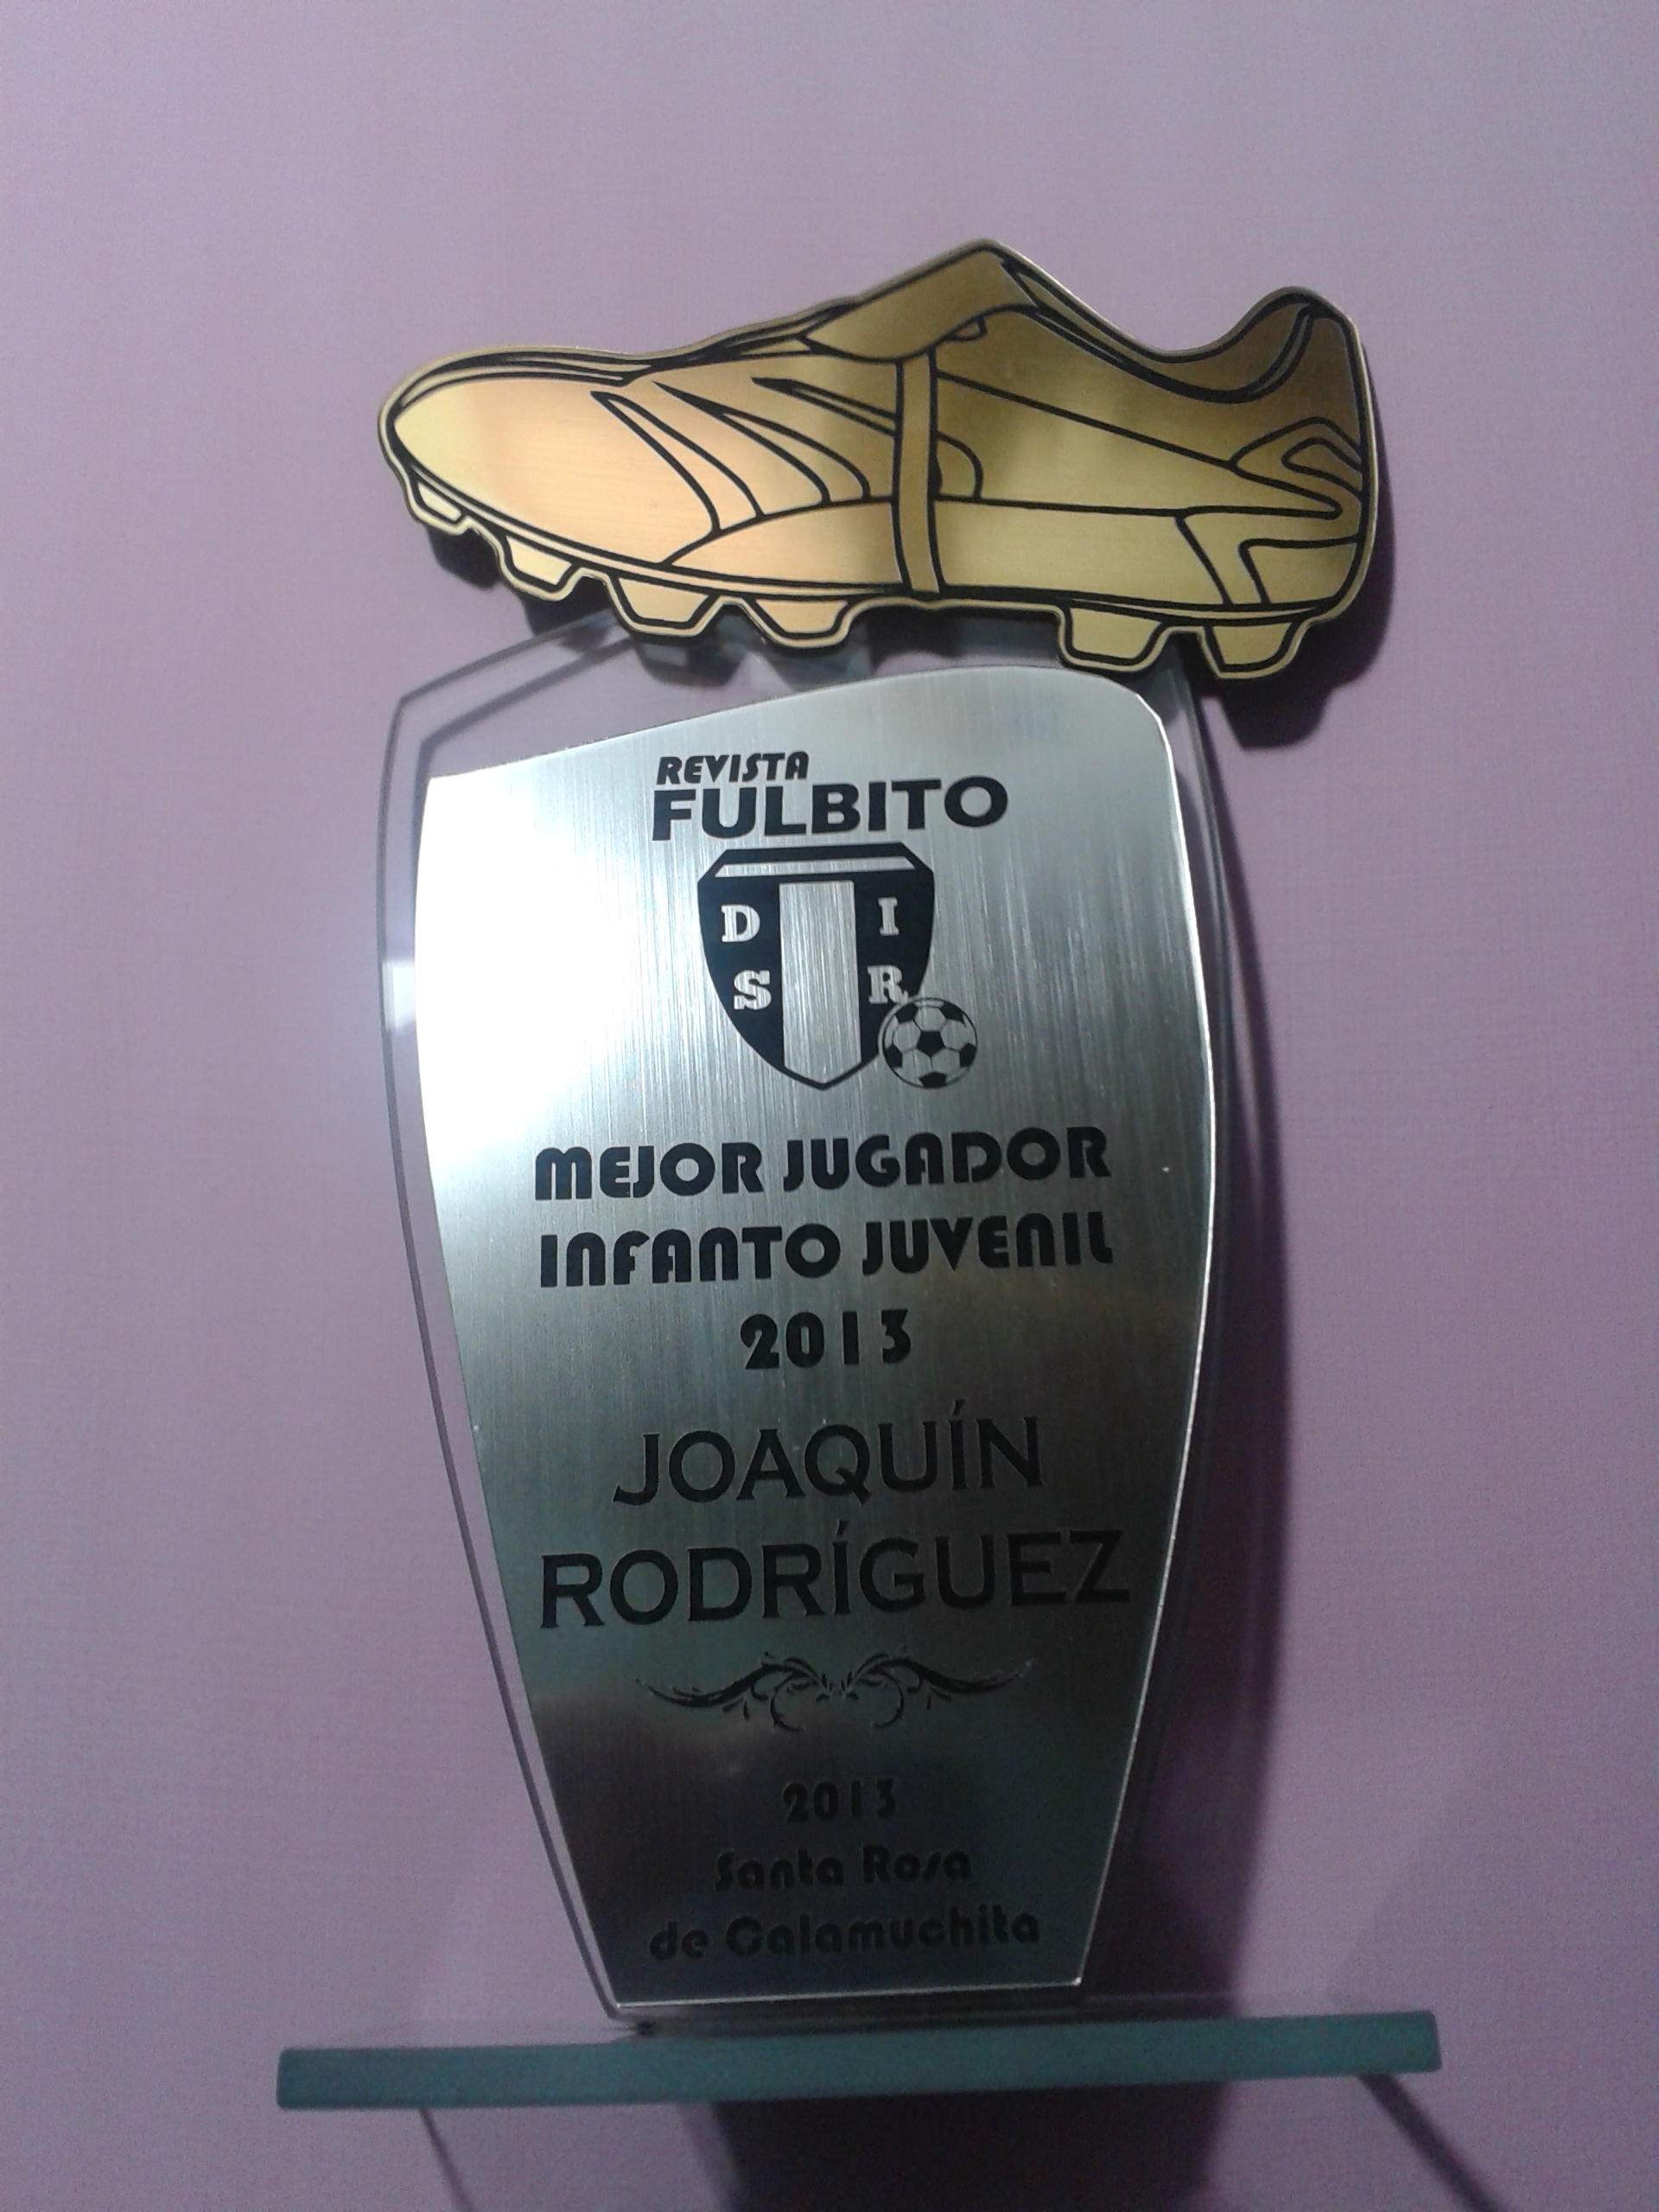 REVISTA
FULBITO
D I
S R
MEJOR JUGADOR
INFANTO JUVENIL
2013
JOAQUÍN
RODRÍGUEZ
2013
Santa Rosa
de Calamuchita